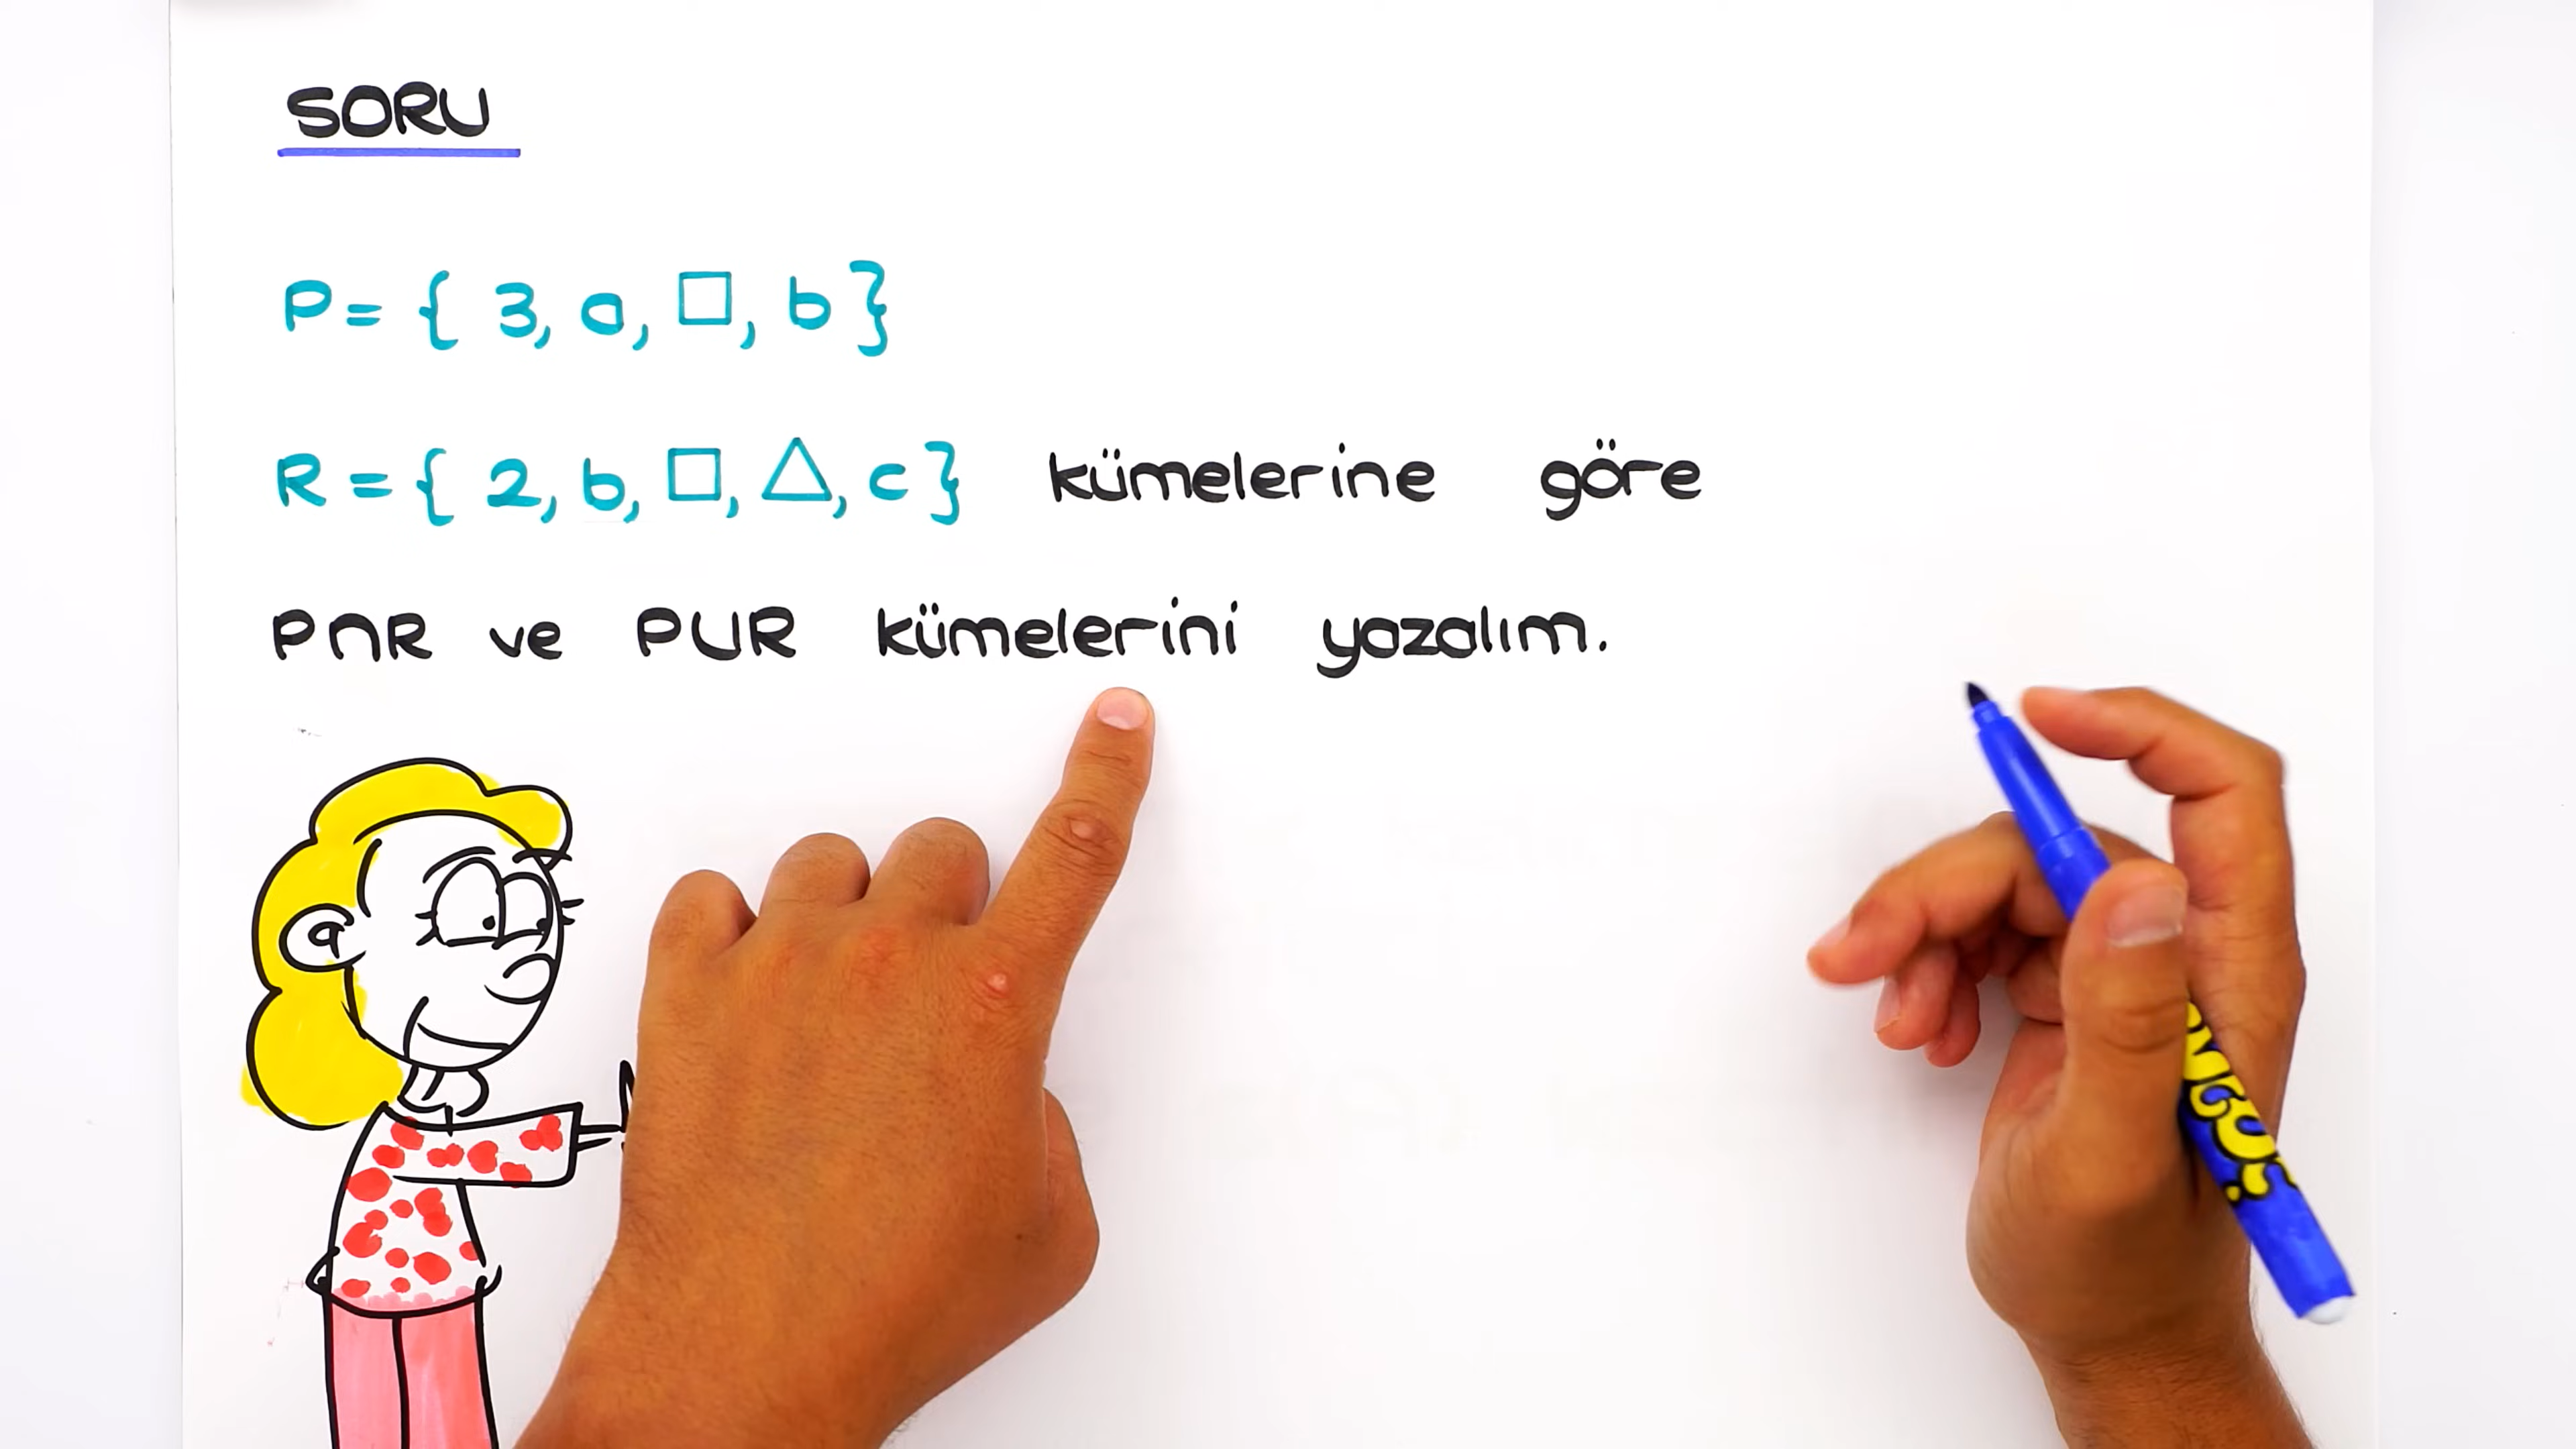 SORU
P = { 3, a, □, b }
R = { 2, b, □, △, c } kümelerine göre
P∩R ve P∪R kümelerini yazalım.